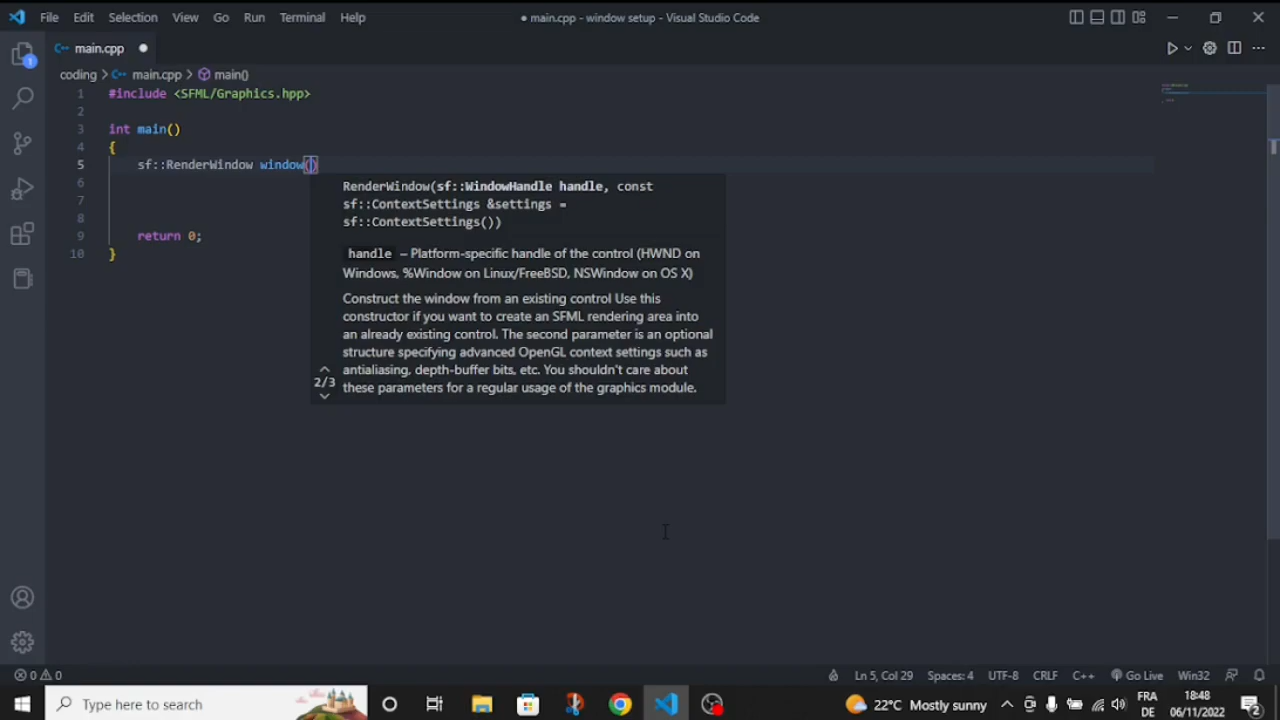 File Edit Selection View Go Run Terminal Help
● main.cpp - window setup - Visual Studio Code
main.cpp
coding > main.cpp > main()
1 #include <SFML/Graphics.hpp>
2
3 int main()
4 {
5 sf::RenderWindow window()
6
7
8
9 return 0;
10 }
RenderWindow(sf::WindowHandle handle, const
sf::ContextSettings &settings =
sf::ContextSettings())
handle – Platform-specific handle of the control (HWND on
Windows, %Window on Linux/FreeBSD, NSWindow on OS X)
Construct the window from an existing control Use this
constructor if you want to create an SFML rendering area into
an already existing control. The second parameter is an optional
structure specifying advanced OpenGL context settings such as
antialiasing, depth-buffer bits, etc. You shouldn't care about
these parameters for a regular usage of the graphics module.
2/3
1
0 0
Ln 5, Col 29 Spaces: 4 UTF-8 CRLF C++ Go Live Win32
Type here to search
22°C Mostly sunny
FRA
DE
18:48
06/11/2022
2